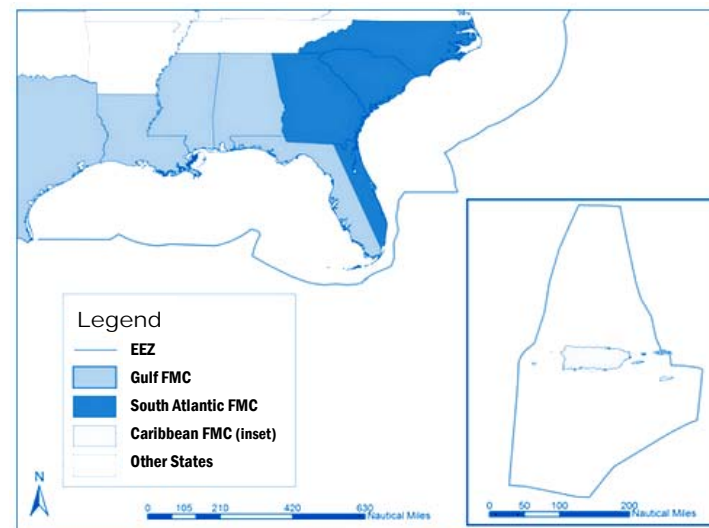 Legend
EEZ
Gulf FMC
South Atlantic FMC
Caribbean FMC (inset)
Other States
N
0 105 210 420 630
Nautical Miles
0 50 100 200
Nautical Miles